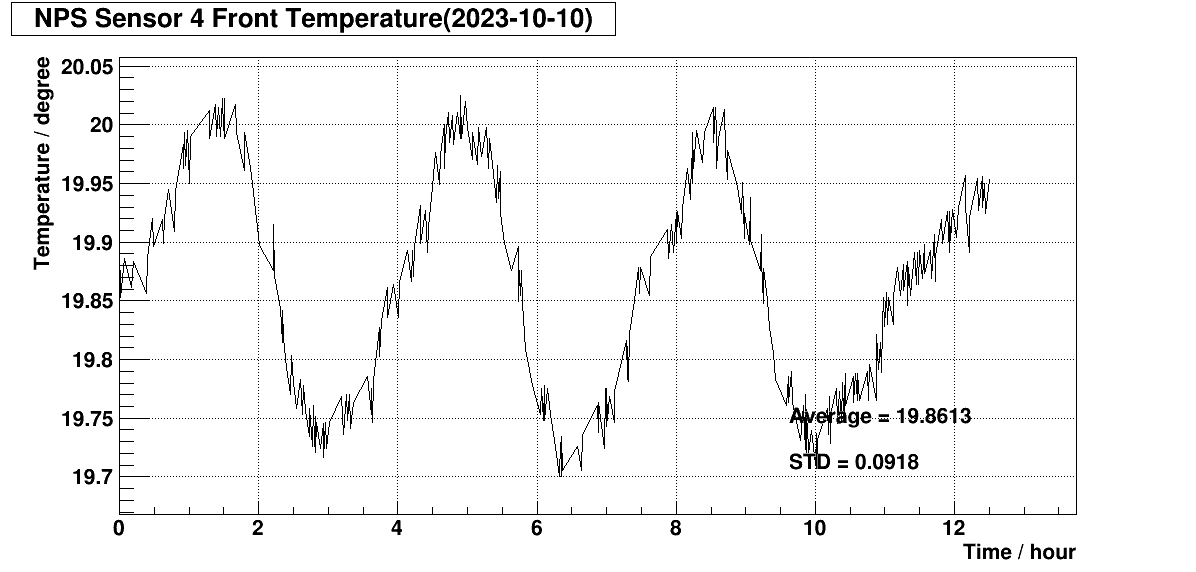 NPS Sensor 4 Front Temperature(2023-10-10)
Temperature / degree
20.05
20
19.95
19.9
19.85
19.8
19.75
19.7
Average = 19.8613
STD = 0.0918
0 2 4 6 8 10 12
Time / hour